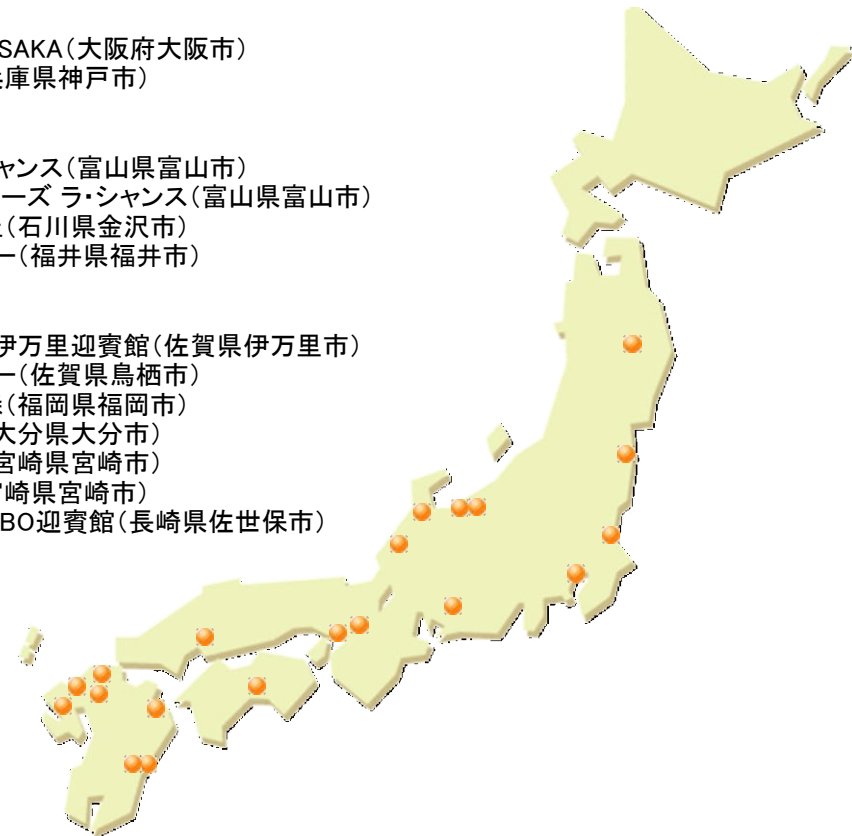 SAKA（大阪府大阪市）
兵庫県神戸市）
ャンス（富山県富山市）
ーズ ラ・シャンス（富山県富山市）
（石川県金沢市）
ー（福井県福井市）
伊万里迎賓館（佐賀県伊万里市）
ー（佐賀県鳥栖市）
（福岡県福岡市）
大分県大分市）
宮崎県宮崎市）
宮崎県宮崎市）
BO迎賓館（長崎県佐世保市）